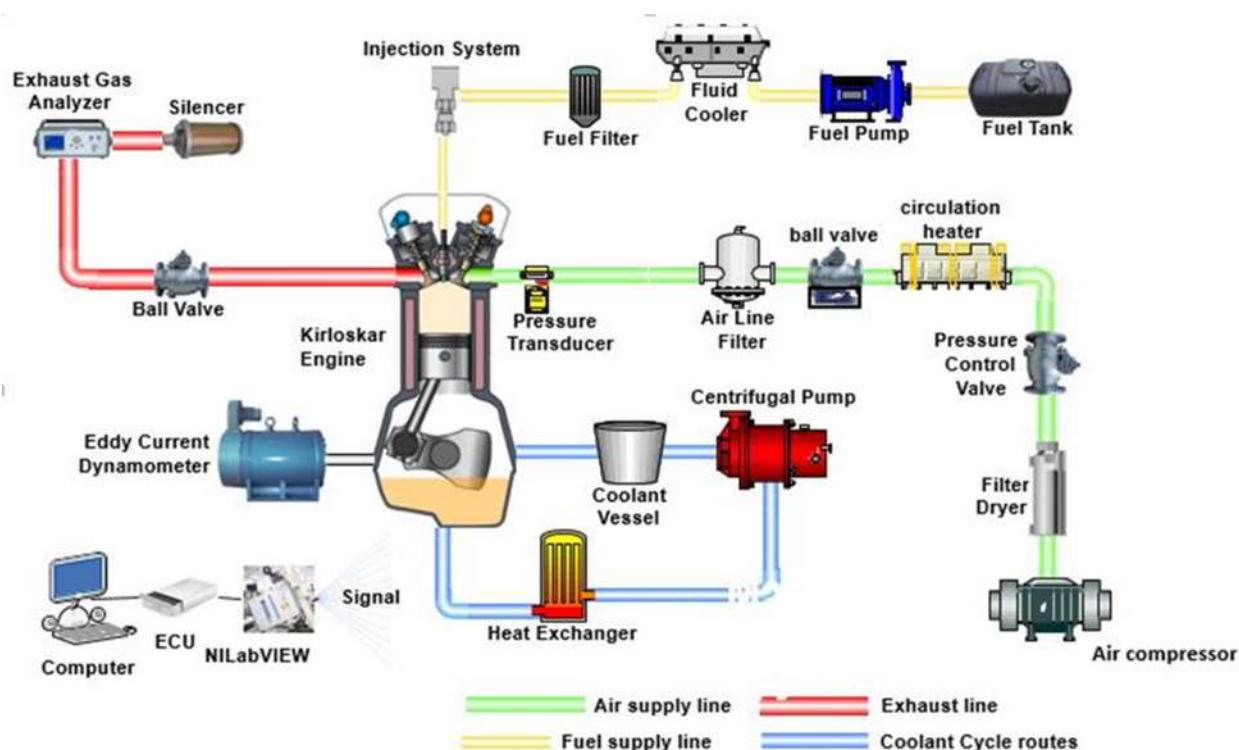 Injection System
Exhaust Gas
Analyzer
Silencer
Fuel Filter
Fluid
Cooler
Fuel Pump
Fuel Tank
circulation
heater
ball valve
Ball Valve
Kirloskar
Engine
Pressure
Transducer
Air Line
Filter
Pressure
Control
Valve
Centrifugal Pump
Eddy Current
Dynamometer
Coolant
Vessel
Filter
Dryer
Signal
Heat Exchanger
ECU
NILabVIEW
Computer
Air compressor
Air supply line
Exhaust line
Fuel supply line
Coolant Cycle routes